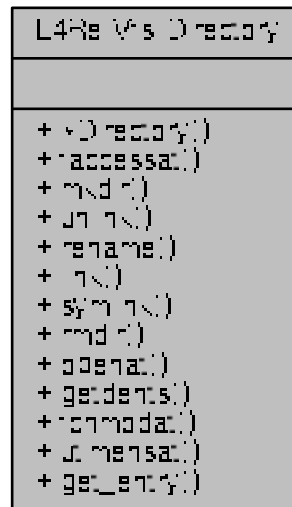 L4Re::Vfs::Directory
+ ~Directory()
+ faccessat()
+ mkdir()
+ unlink()
+ rename()
+ link()
+ symlink()
+ rmdir()
+ openat()
+ getdents()
+ fchmodat()
+ utimensat()
+ get_entry()